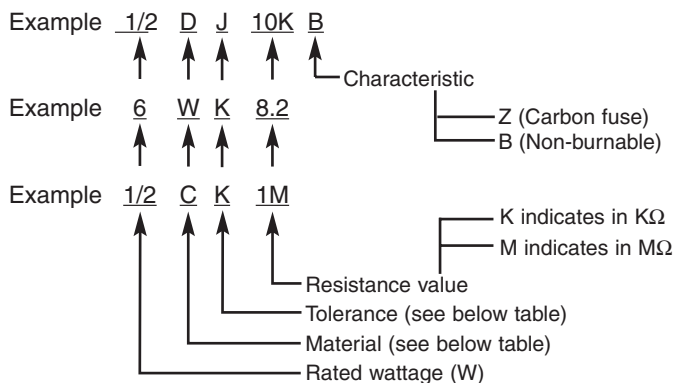 Example 1/2 D J 10K B
Characteristic
Example 6 W K 8.2
Z (Carbon fuse)
B (Non-burnable)
Example 1/2 C K 1M
K indicates in KΩ
M indicates in MΩ
Resistance value
Tolerance (see below table)
Material (see below table)
Rated wattage (W)